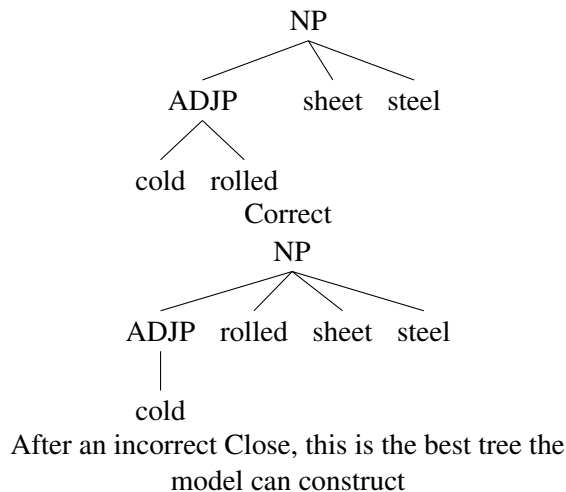 NP
ADJP sheet steel
cold rolled
Correct
NP
ADJP rolled sheet steel
cold
After an incorrect Close, this is the best tree the
model can construct